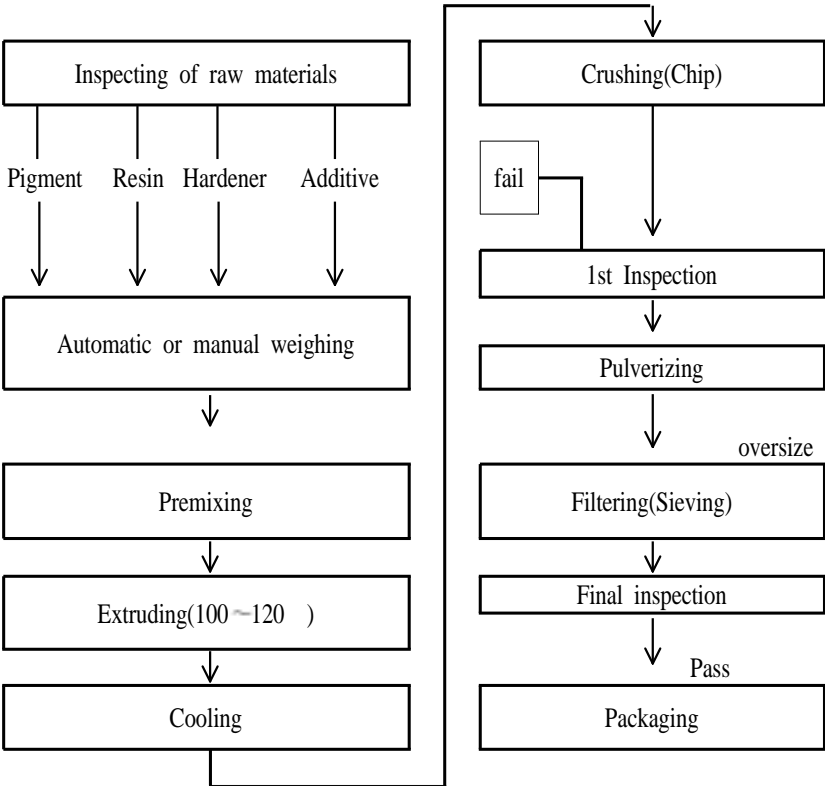 Inspecting of raw materials
Pigment Resin Hardener Additive
Automatic or manual weighing
Premixing
Extruding(100~120 )
Cooling
Crushing(Chip)
fail
1st Inspection
Pulverizing
oversize
Filtering(Sieving)
Final inspection
Pass
Packaging